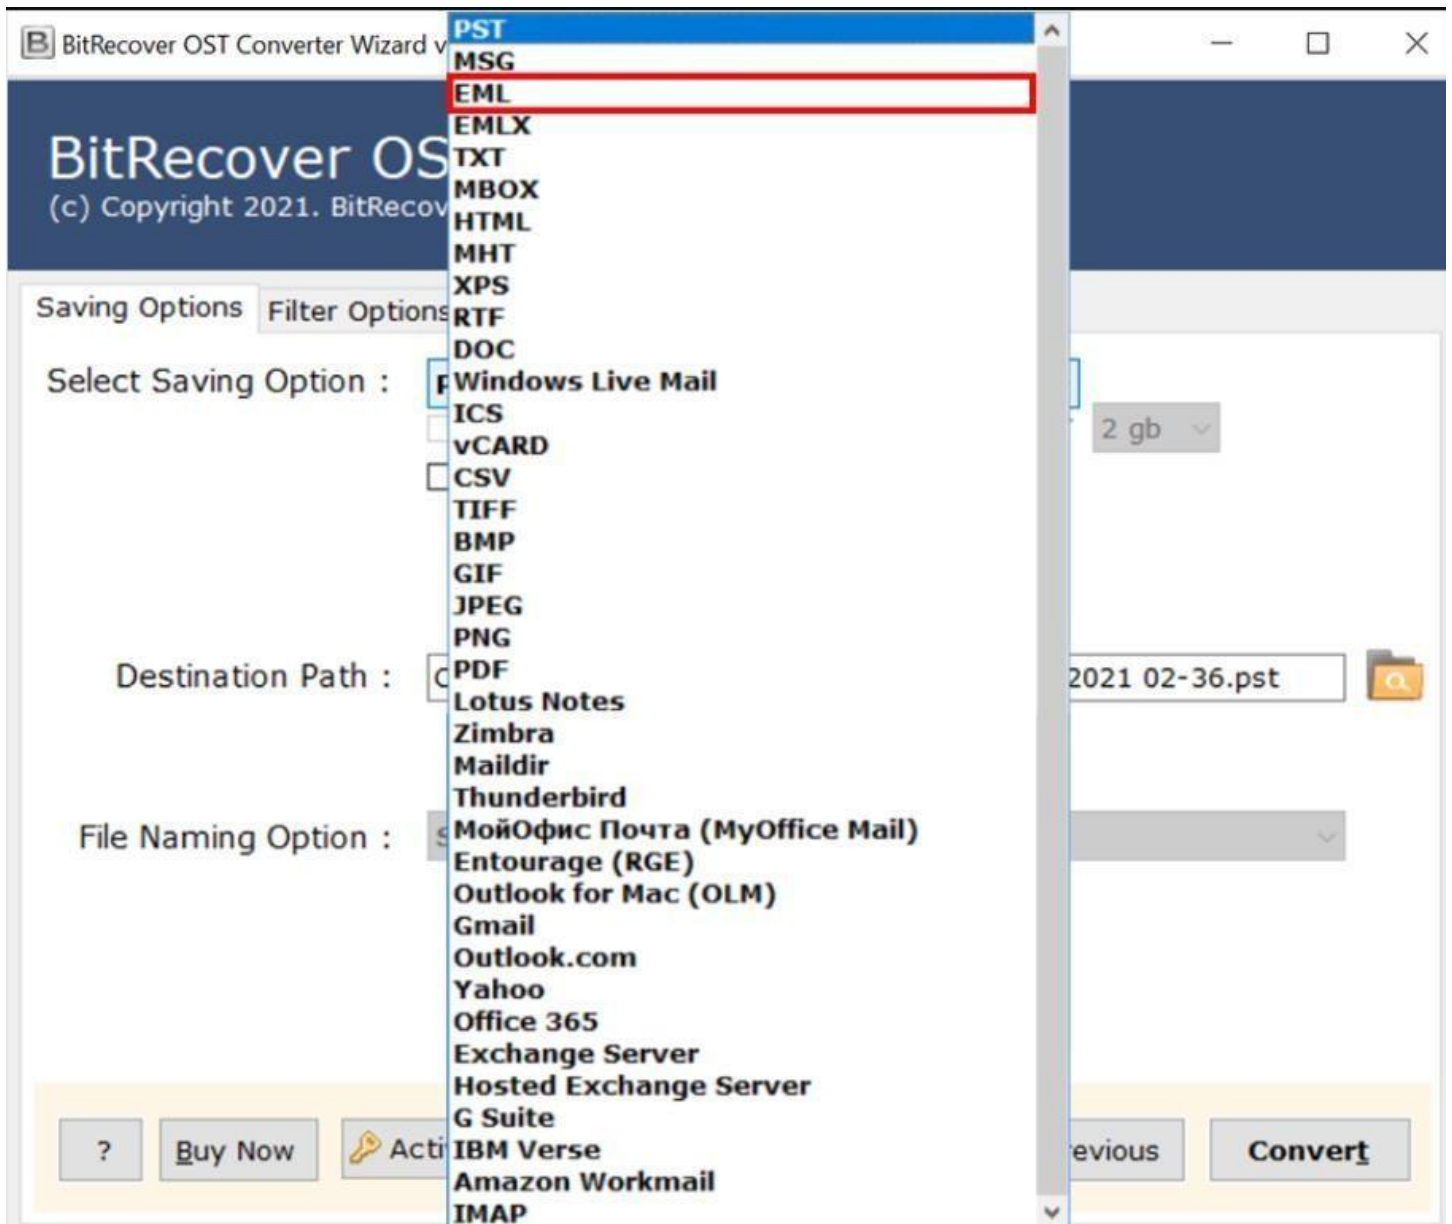 BitRecover OST Converter Wizard v
BitRecover OS
(c) Copyright 2021. BitRecov
Saving Options
Filter Options
Select Saving Option :
2 gb
Destination Path :
2021 02-36.pst
File Naming Option :
?
Buy Now
Acti
evious
Convert
PST
MSG
EML
EMLX
TXT
MBOX
HTML
MHT
XPS
RTF
DOC
Windows Live Mail
ICS
vCARD
CSV
TIFF
BMP
GIF
JPEG
PNG
PDF
Lotus Notes
Zimbra
Maildir
Thunderbird
МойОфис Почта (MyOffice Mail)
Entourage (RGE)
Outlook for Mac (OLM)
Gmail
Outlook.com
Yahoo
Office 365
Exchange Server
Hosted Exchange Server
G Suite
IBM Verse
Amazon Workmail
IMAP